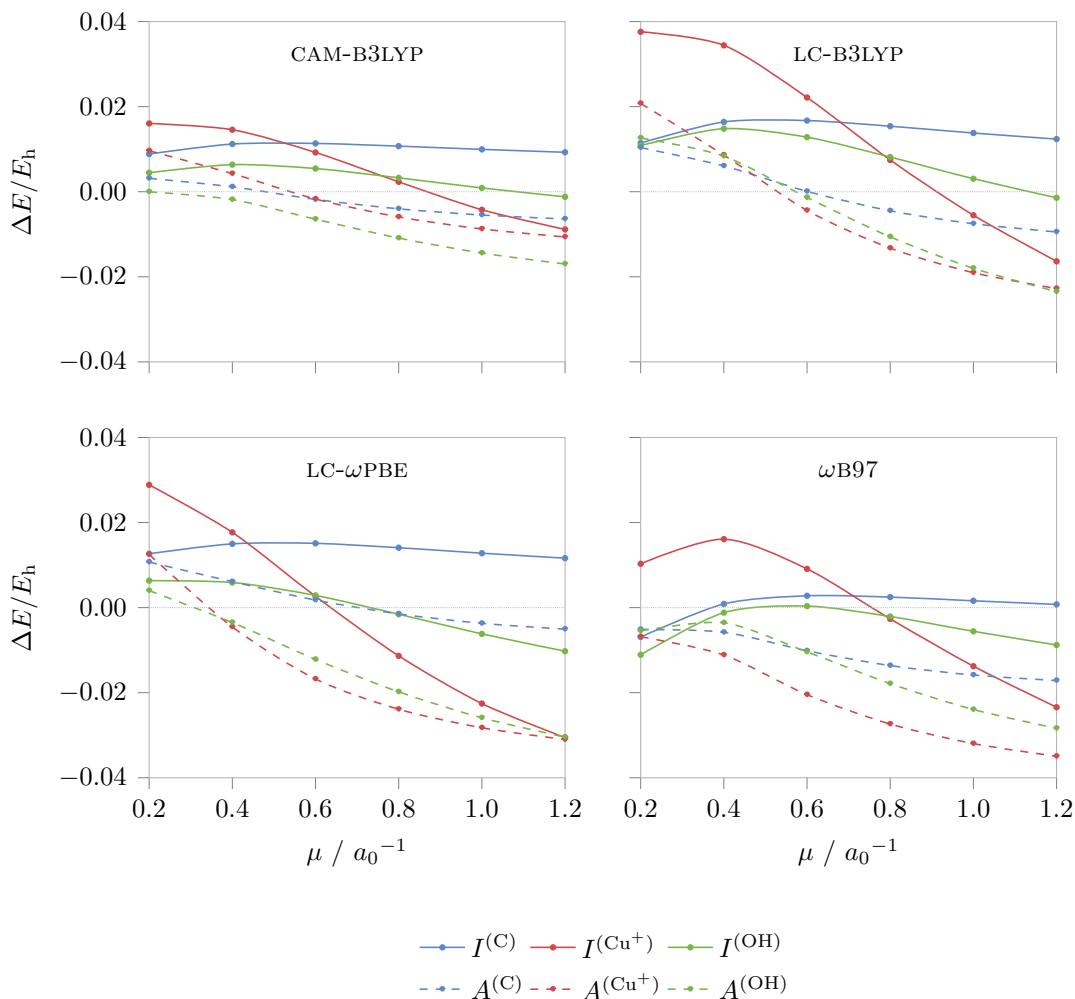 CAM-B3LYP
LC-B3LYP
0.04
0.02
0.00
−0.02
−0.04
ΔE/Eh
LC-ωPBE
ωB97
0.04
0.02
0.00
−0.02
−0.04
ΔE/Eh
0.2 0.4 0.6 0.8 1.0 1.2
0.2 0.4 0.6 0.8 1.0 1.2
μ / a₀⁻¹
μ / a₀⁻¹
I(C) I(Cu⁺) I(OH)
A(C) A(Cu⁺) A(OH)